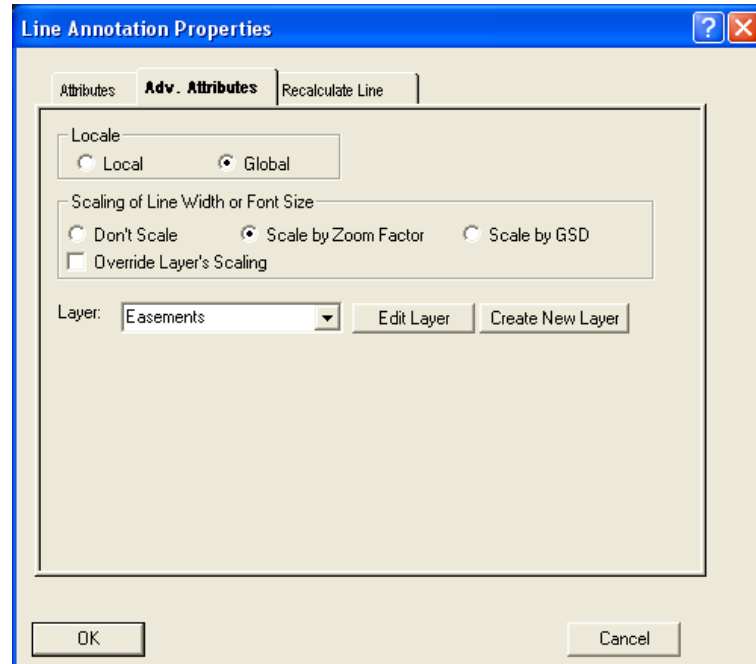 Line Annotation Properties
Attributes Adv. Attributes Recalculate Line
Locale
Local Global
Scaling of Line Width or Font Size
Don't Scale Scale by Zoom Factor Scale by GSD
Override Layer's Scaling
Layer: Easements Edit Layer Create New Layer
OK Cancel